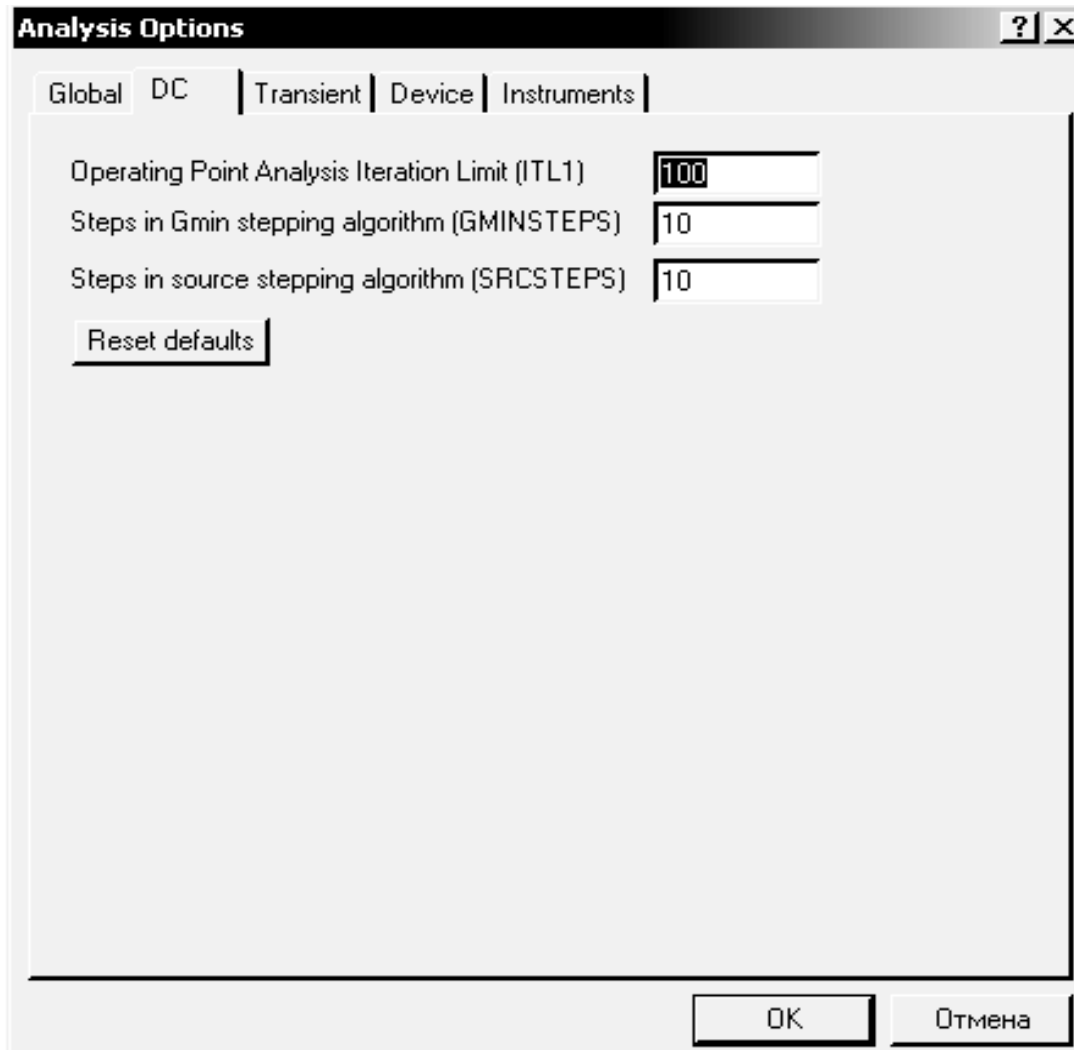 Analysis Options
Global DC Transient Device Instruments
Operating Point Analysis Iteration Limit (ITL1) 100
Steps in Gmin stepping algorithm (GMINSTEPS) 10
Steps in source stepping algorithm (SRCSTEPS) 10
Reset defaults
OK Отмена